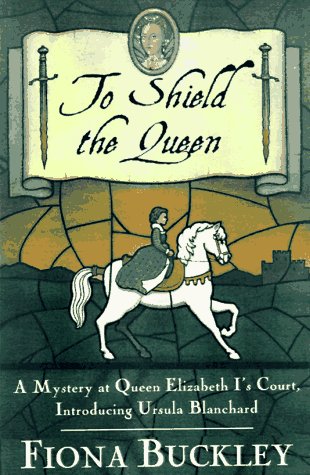 To Shield
the Queen
A Mystery at Queen Elizabeth I's Court,
Introducing Ursula Blanchard
Fiona Buckley